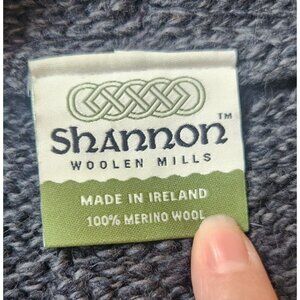 Shannon™
WOOLEN MILLS
MADE IN IRELAND
100% MERINO WOOL